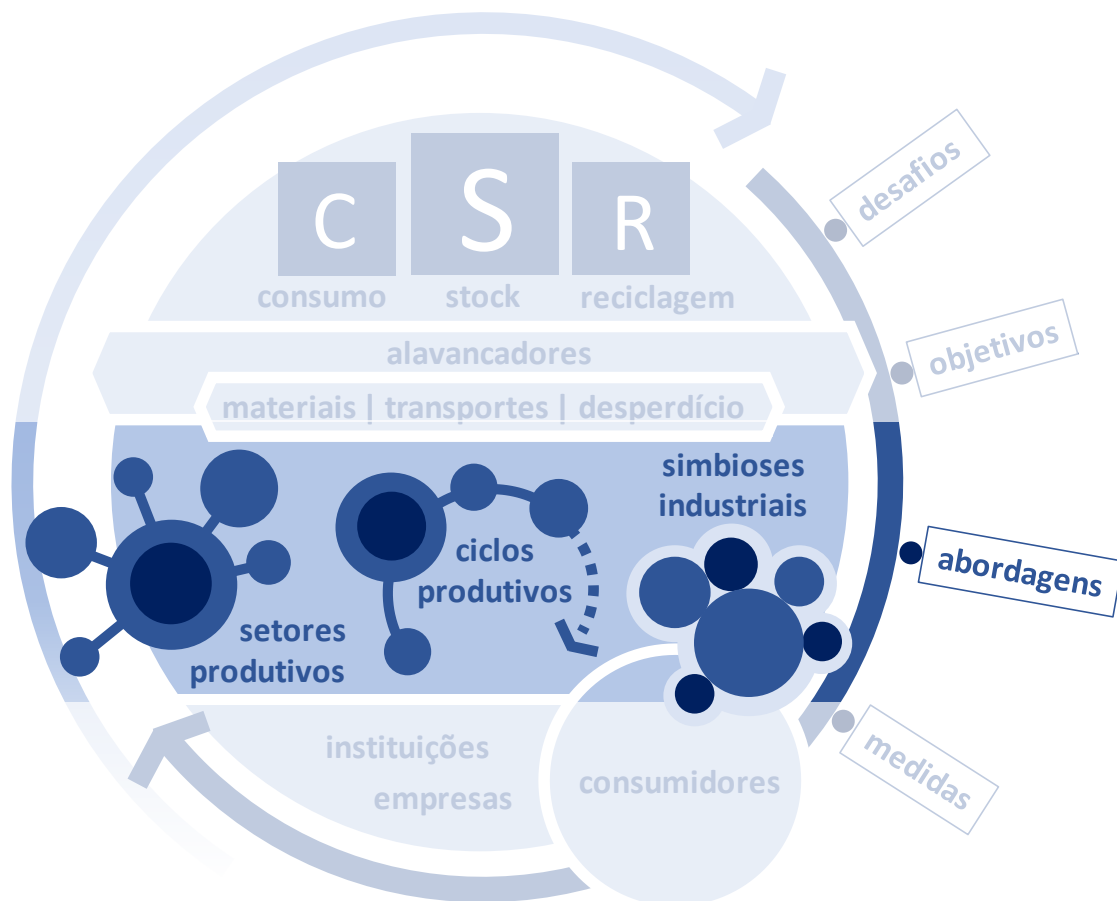 C
S
R
consumo
stock
reciclagem
alavancadores
materiais | transportes | desperdício
simbioses
industriais
ciclos
produtivos
setores
produtivos
instituições
empresas
consumidores
desafios
objetivos
abordagens
medidas